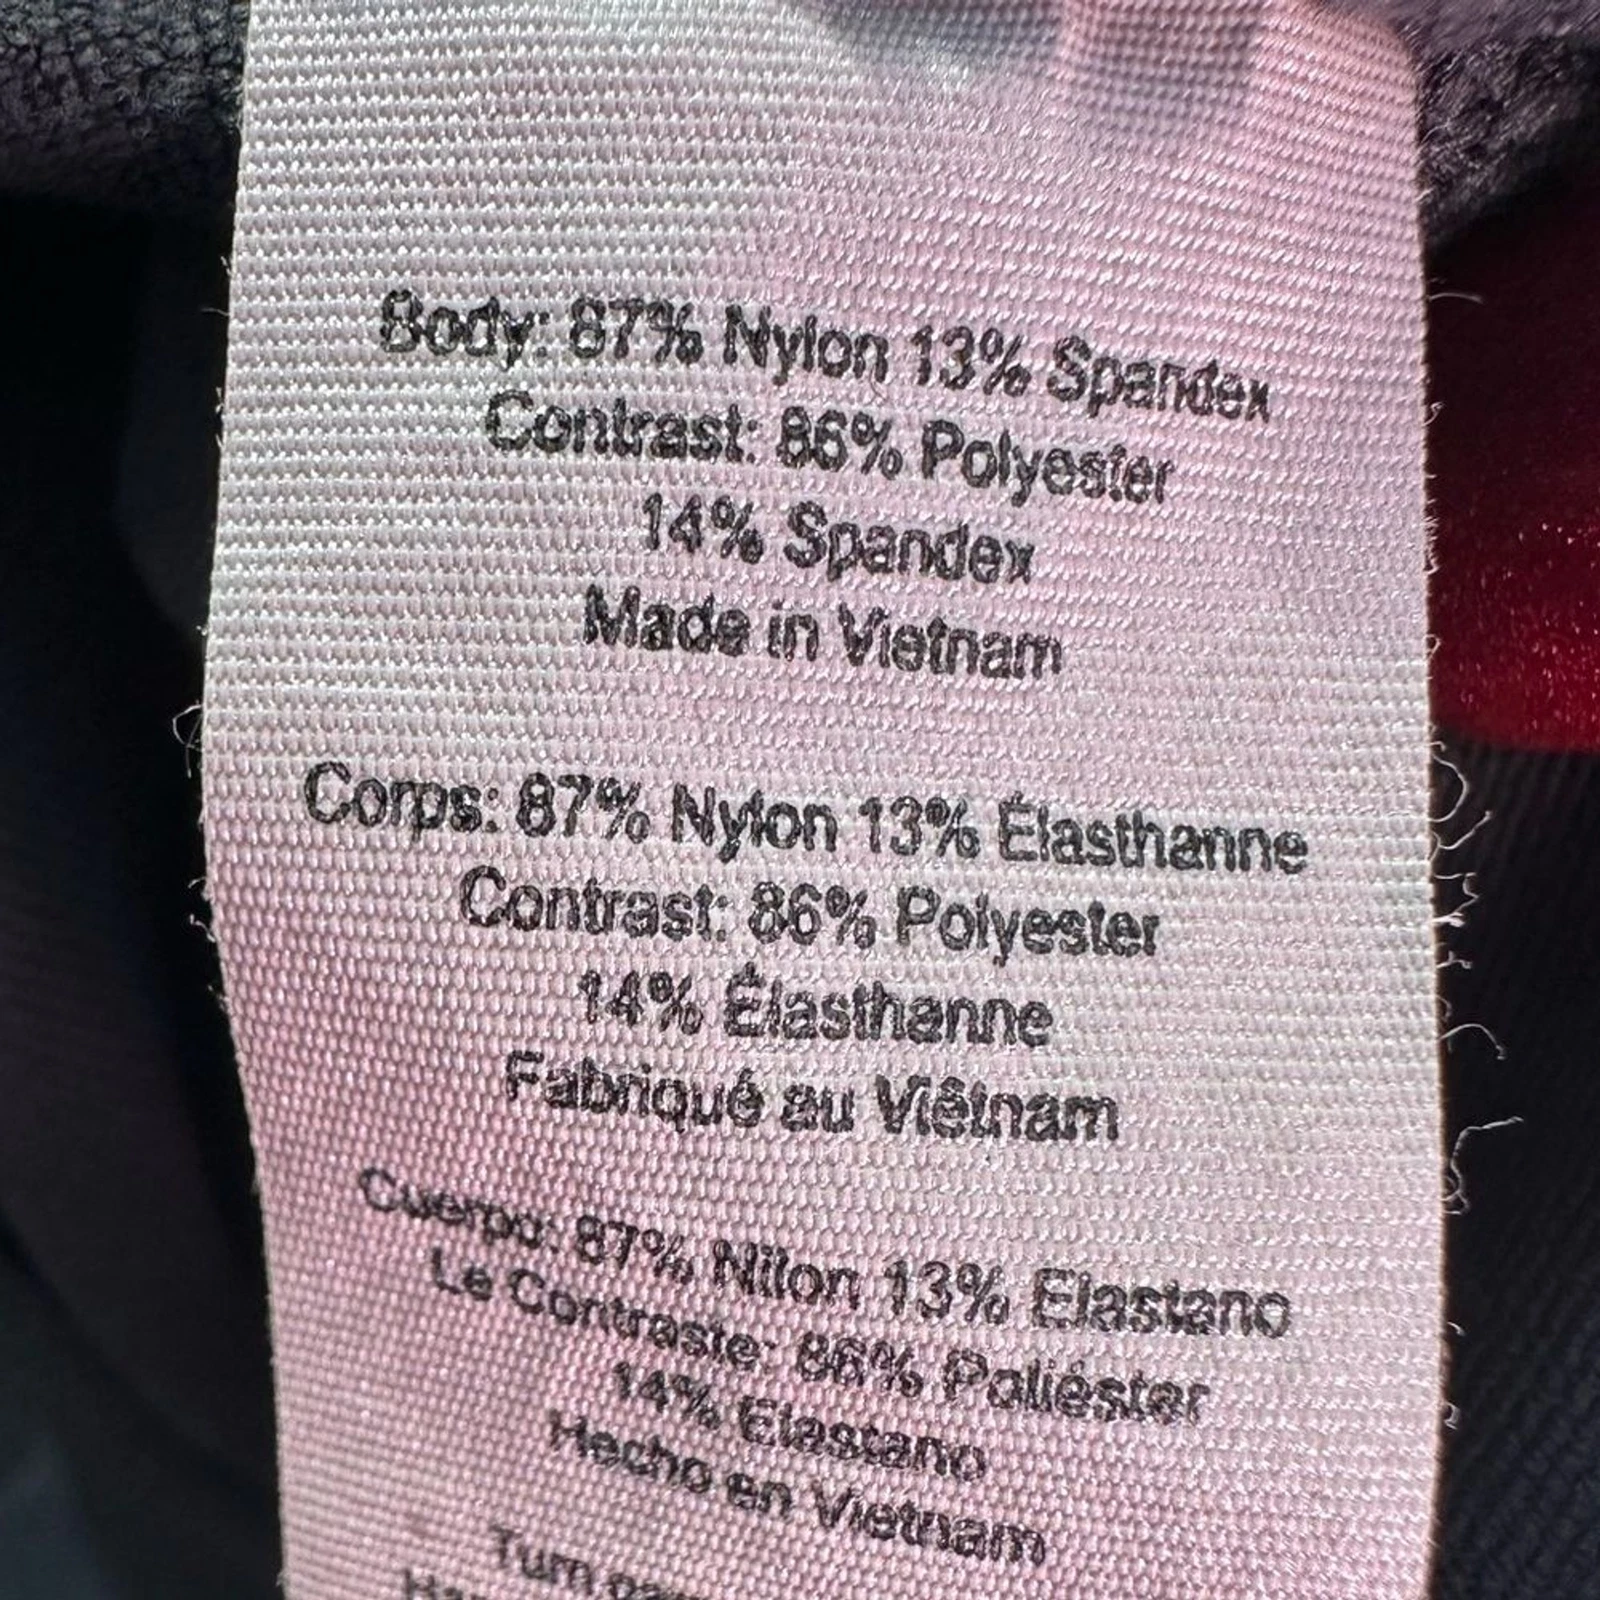 Body: 87% Nylon 13% Spandex
Contrast: 86% Polyester
14% Spandex
Made in Vietnam
Corps: 87% Nylon 13% Élasthanne
Contrast: 86% Polyester
14% Élasthanne
Fabriqué au Viêtnam
Cuerpo: 87% Nilon 13% Elastano
Le Contraste: 86% Poliéster
14% Elastano
Hecho en Vietnam
Turn